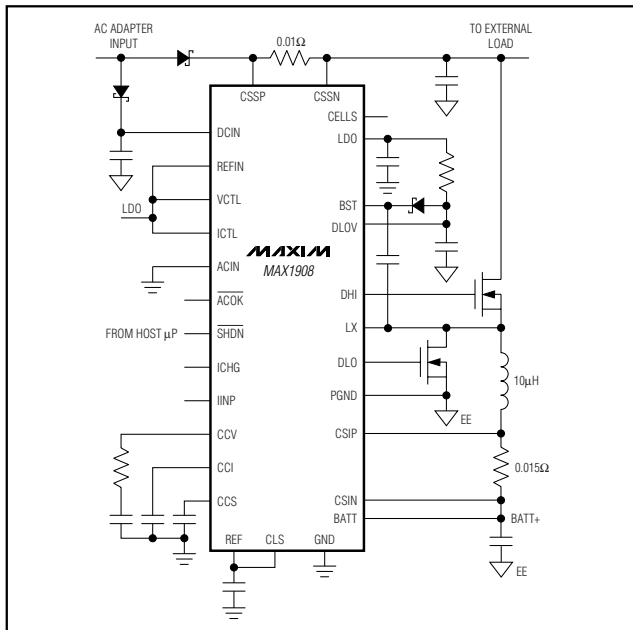 AC ADAPTER
INPUT
0.01Ω
TO EXTERNAL
LOAD
CSSP
CSSN
CELLS
DCIN
LDO
REFIN
VCTL
BST
LDO
DLOV
ICTL
MAXIM
MAX1908
ACIN
DHI
ACOK
LX
FROM HOST μP
SHDN
DLO
ICHG
10μH
PGND
IINP
EE
CSIP
CCV
0.015Ω
CCI
CSIN
CCS
BATT
BATT+
REF
CLS
GND
EE